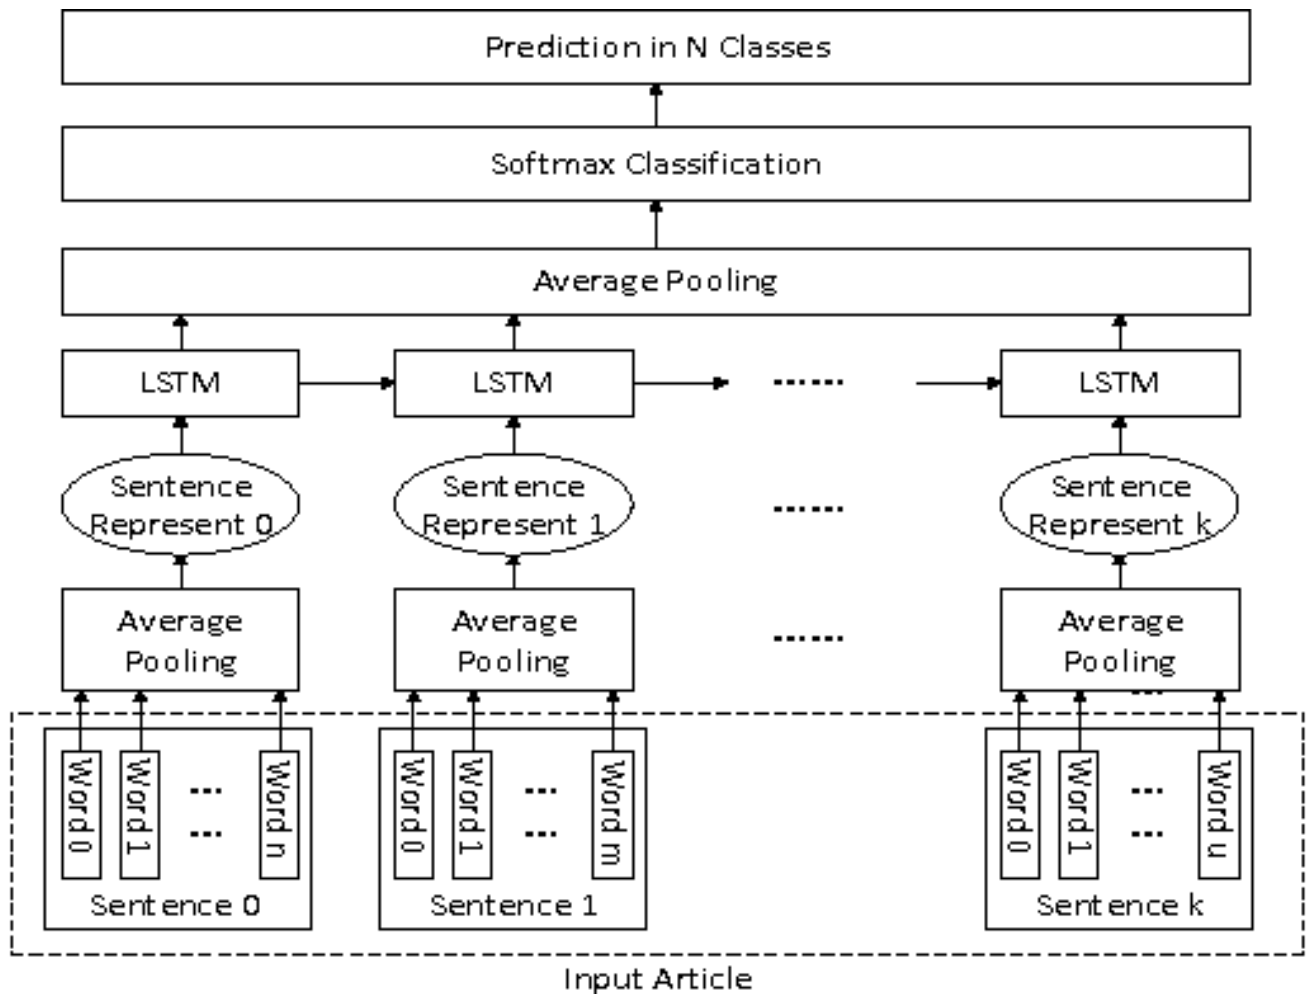 Prediction in N Classes
Softmax Classification
Average Pooling
LSTM
LSTM
......
LSTM
Sentence
Represent 0
Sentence
Represent 1
......
Sentence
Represent k
Average
Pooling
Average
Pooling
......
Average
Pooling
...
Word 0
Word 1
...
...
Word n
Sentence 0
Word 0
Word 1
...
...
Word m
Sentence 1
Word 0
Word 1
...
...
Word u
Sentence k
Input Article